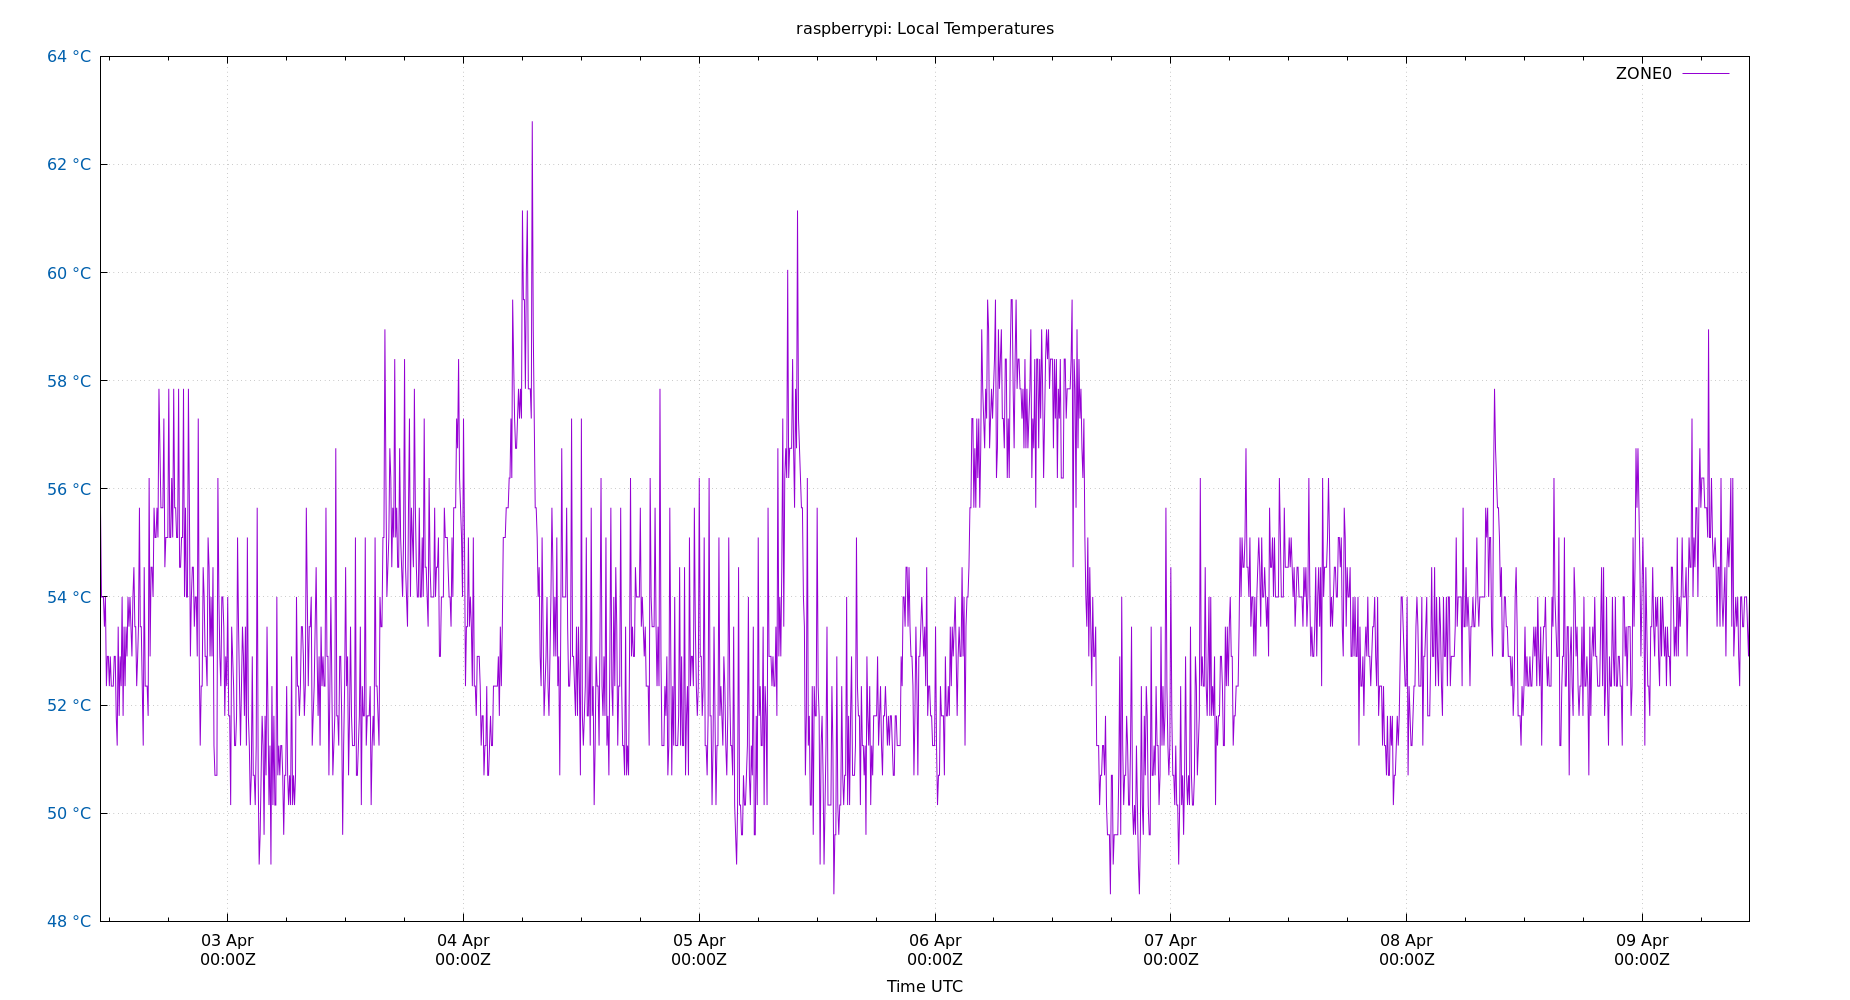 raspberrypi: Local Temperatures
64 °C
ZONE0
62 °C
60 °C
58 °C
56 °C
54 °C
52 °C
50 °C
48 °C
03 Apr 04 Apr 05 Apr 06 Apr 07 Apr 08 Apr 09 Apr
00:00Z 00:00Z 00:00Z 00:00Z 00:00Z 00:00Z 00:00Z
Time UTC